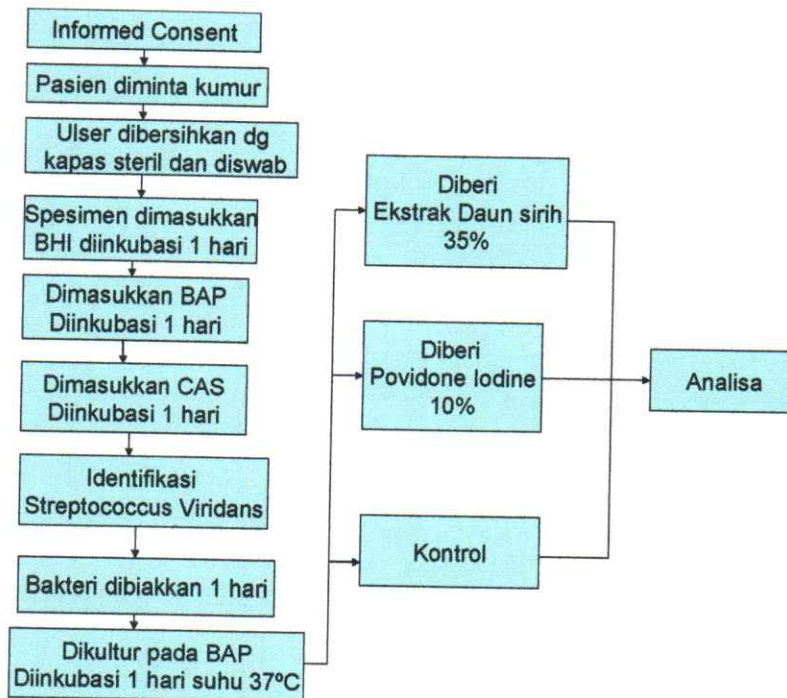 Informed Consent
Pasien diminta kumur
Ulser dibersihkan dg
kapas steril dan diswab
Spesimen dimasukkan
BHI diinkubasi 1 hari
Dimasukkan BAP
Diinkubasi 1 hari
Dimasukkan CAS
Diinkubasi 1 hari
Identifikasi
Streptococcus Viridans
Bakteri dibiakkan 1 hari
Dikultur pada BAP
Diinkubasi 1 hari suhu 37ºC
Diberi
Ekstrak Daun sirih
35%
Diberi
Povidone Iodine
10%
Kontrol
Analisa